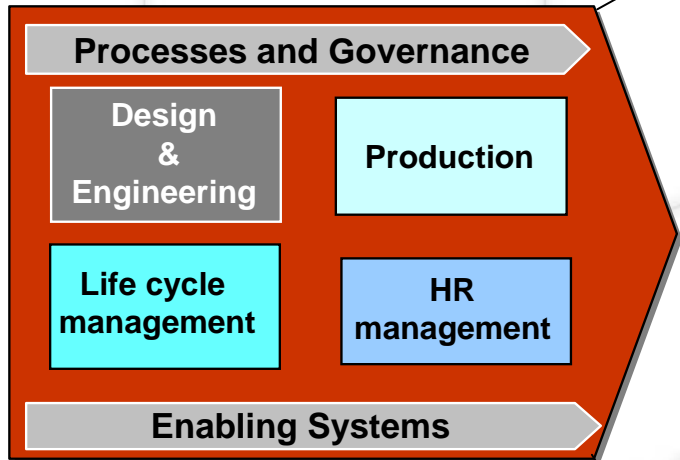 Processes and Governance
Design
&
Engineering
Production
Life cycle
management
HR
management
Enabling Systems